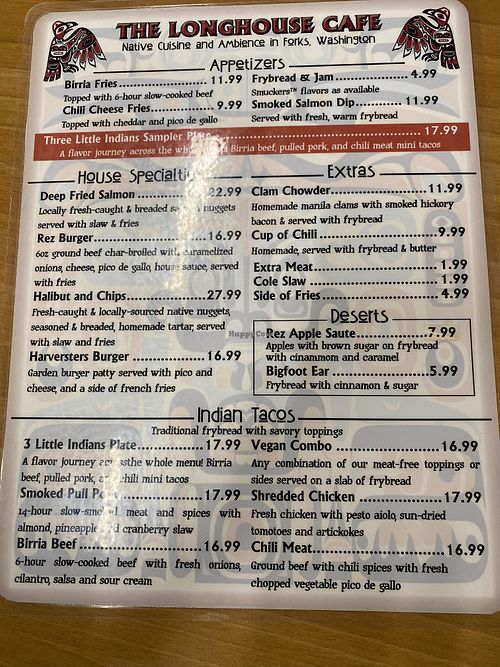 THE LONGHOUSE CAFE
Native Cuisine and Ambience in Forks, Washington
Appetizers
Birria Fries 11.99
Topped with 6-hour slow-cooked beef
Chili Cheese Fries 9.99
Topped with cheddar and pico de gallo
Frybread & Jam 4.99
Smuckers™ flavors as available
Smoked Salmon Dip 11.99
Served with fresh, warm frybread
Three Little Indians Sampler Plate 17.99
A flavor journey across the Birria beef, pulled pork, and chili meat mini tacos
House Specialties
Deep Fried Salmon 22.99
Locally fresh-caught & breaded nuggets
served with slaw & fries
Rez Burger 16.99
6oz ground beef char-broiled with caramelized
onions, cheese, pico de gallo, house sauce, served
with fries
Halibut and Chips 27.99
Fresh-caught & locally-sourced native nuggets,
seasoned & breaded, homemade tartar, served
with slaw and fries
Harversters Burger 16.99
Garden burger patty served with pico and
cheese, and a side of french fries
Extras
Clam Chowder 11.99
Homemade manila clams with smoked hickory
bacon & served with frybread
Cup of Chili 9.99
Homemade, served with frybread & butter
Extra Meat 1.99
Cole Slaw 1.99
Side of Fries 4.99
Deserts
Rez Apple Saute 7.99
Apples with brown sugar on frybread
with cinammom and caramel
Bigfoot Ear 5.99
Frybread with cinnamon & sugar
Indian Tacos
Traditional frybread with savory toppings
3 Little Indians Plate 17.99
A flavor journey the whole menu! Birria
beef, pulled pork, chili mini tacos
Smoked Pull 17.99
14-hour slow-smoked meat and spices with
almond, pineapple and cranberry slaw
Birria Beef 16.99
6-hour slow-cooked beef with fresh onions,
cilantro, salsa and sour cream
Vegan Combo 16.99
Any combination of our meat-free toppings or
sides served on a slab of frybread
Shredded Chicken 17.99
Fresh chicken with pesto aiolo, sun-dried
tomatoes and artickokes
Chili Meat 16.99
Ground beef with chili spices with fresh
chopped vegetable pico de gallo